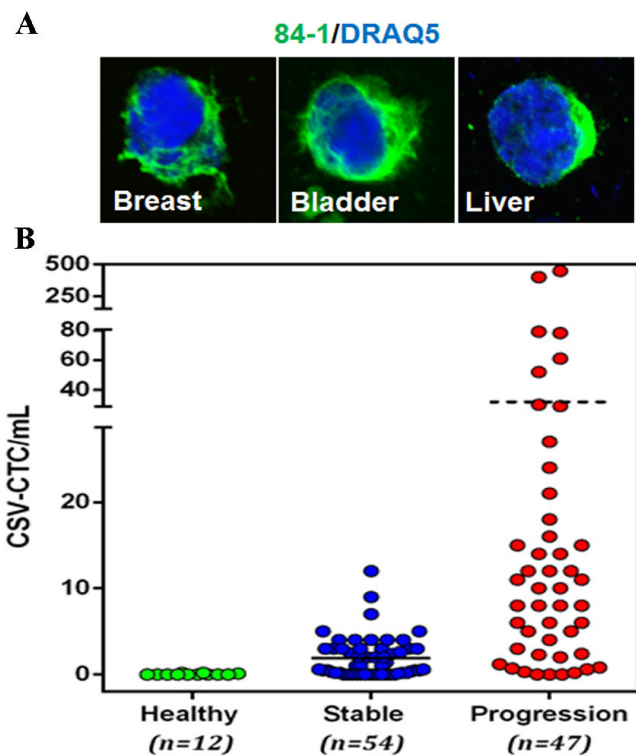 A
84-1/DRAQ5
Breast Bladder Liver
B
CSV-CTC/mL
500
250
80
60
40
20
10
0
Healthy Stable Progression
(n=12) (n=54) (n=47)